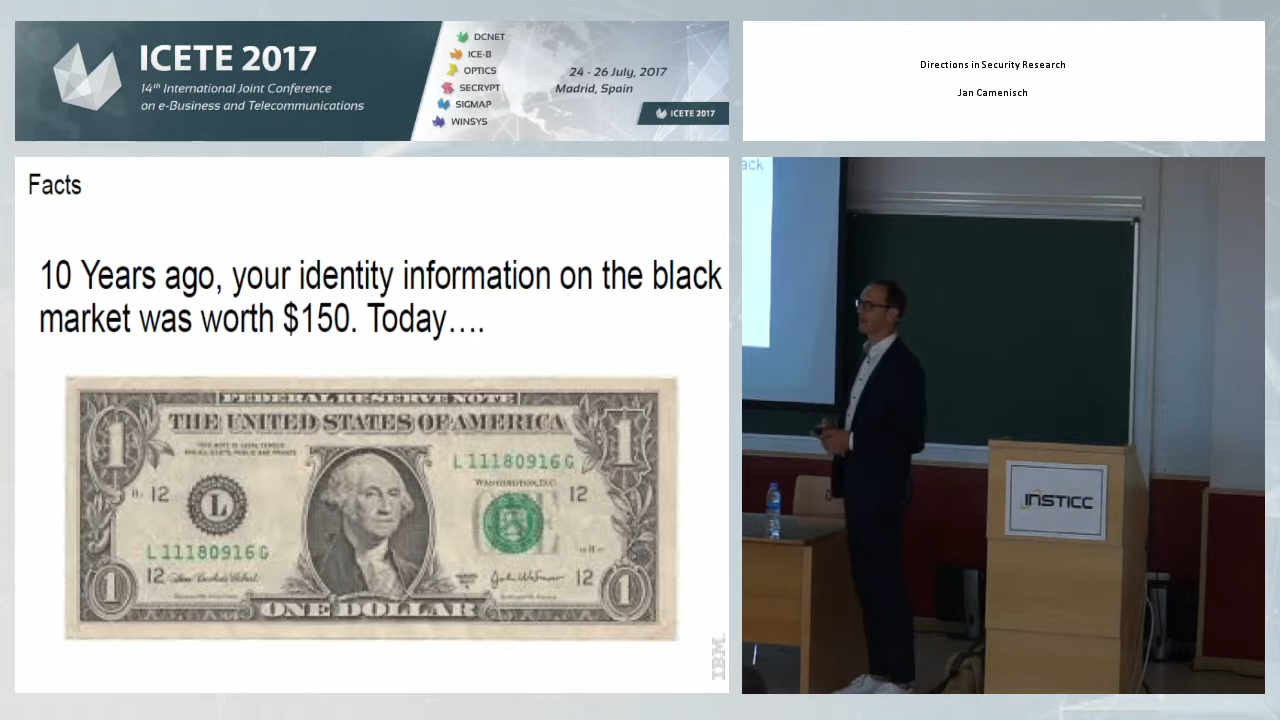 ICETE 2017
14th International Joint Conference
on e-Business and Telecommunications
DCNET
ICE-B
OPTICS
SECRYPT
SIGMAP
WINSYS
24 - 26 July, 2017
Madrid, Spain
ICETE 2017
Directions in Security Research
Jan Camenisch
Facts
10 Years ago, your identity information on the black
market was worth $150. Today….
FEDERAL RESERVE NOTE
THE UNITED STATES OF AMERICA
L 11180916 G
WASHINGTON, D.C.
12
12
L
L 11180916 G
12
12
1
1
1
1
ONE DOLLAR
IBM
ack
INSTICC